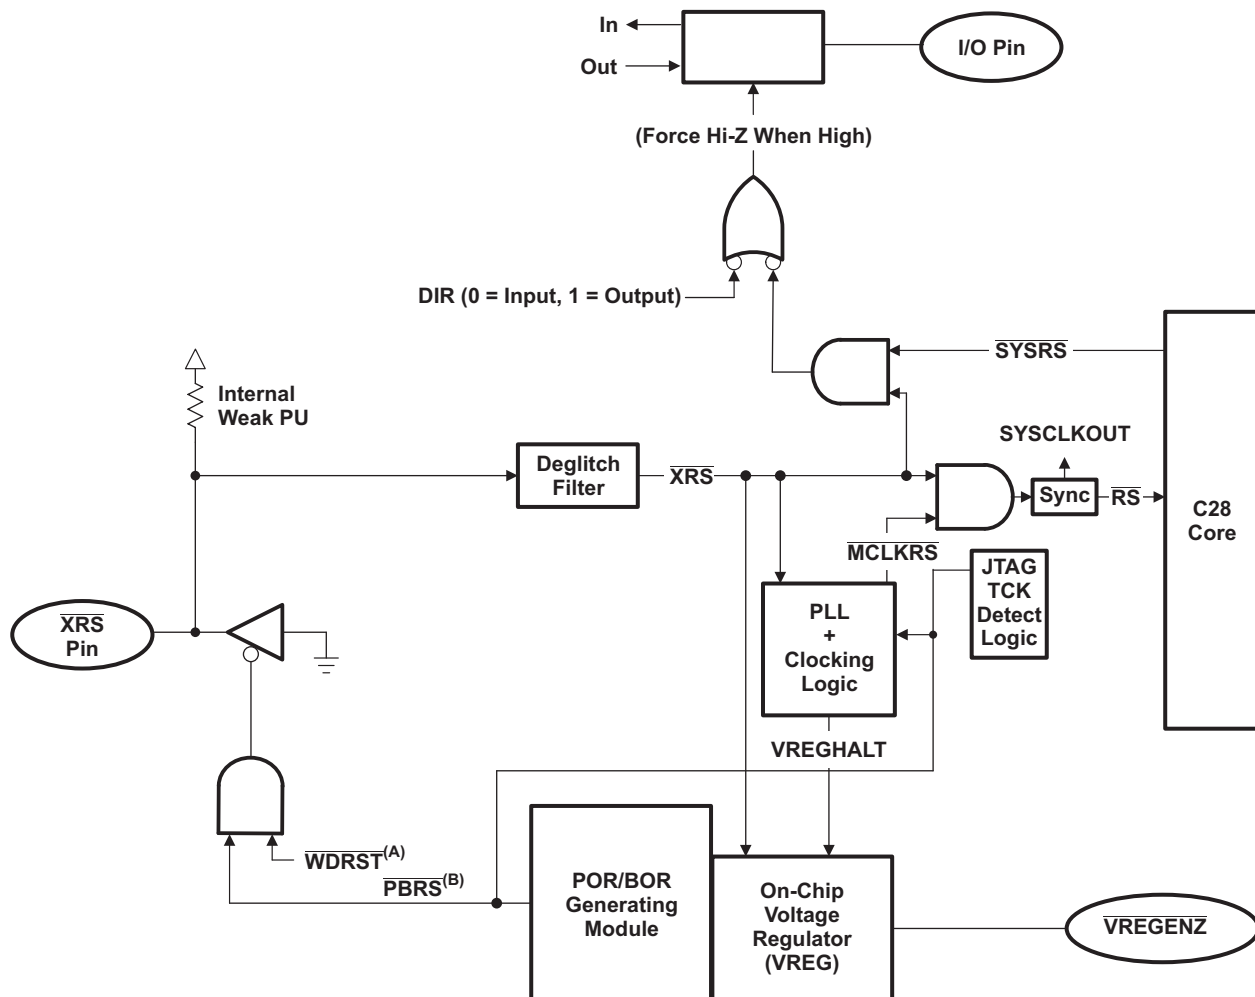 In
Out
I/O Pin
(Force Hi-Z When High)
DIR (0 = Input, 1 = Output)
SYSRS
Internal
Weak PU
SYSCLKOUT
Deglitch
Filter
XRS
Sync
RS
C28
Core
MCLKRS
JTAG
TCK
Detect
Logic
XRS
Pin
PLL
+
Clocking
Logic
VREGHALT
WDRST(A)
PBRS(B)
POR/BOR
Generating
Module
On-Chip
Voltage
Regulator
(VREG)
VREGENZ